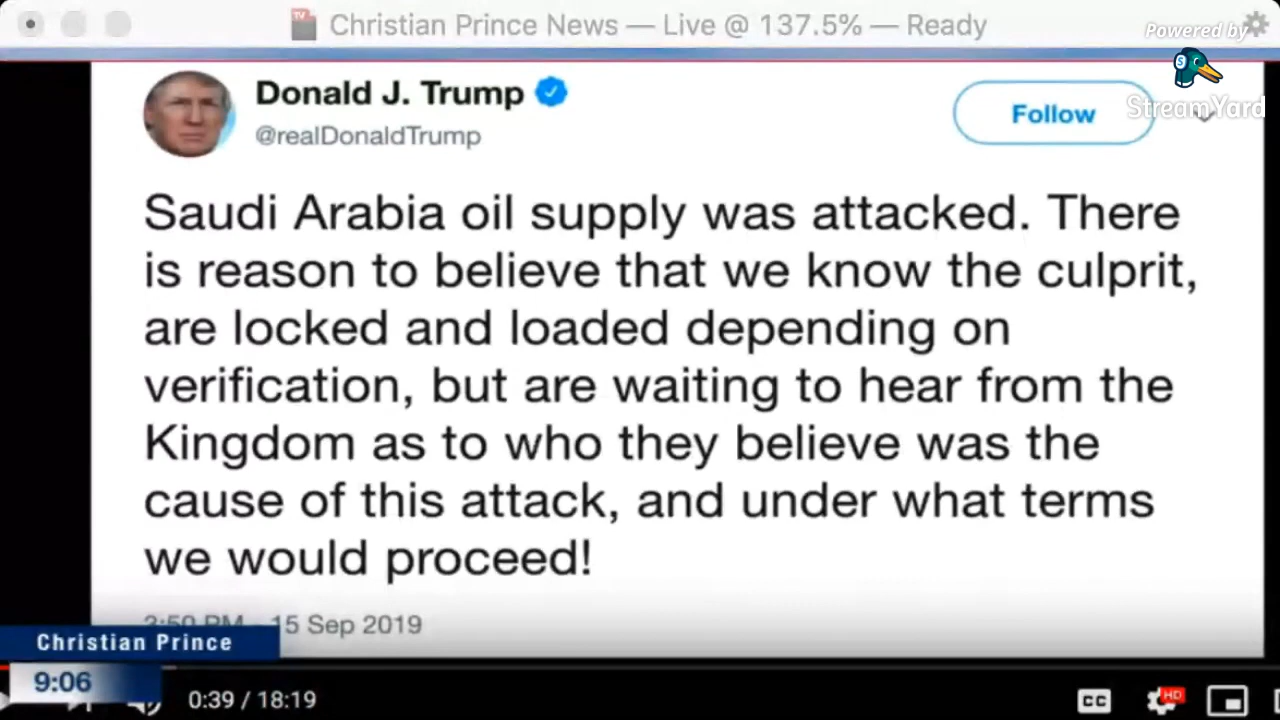 Christian Prince News — Live @ 137.5% — Ready
Powered by
StreamYard
Donald J. Trump
@realDonaldTrump
Follow
Saudi Arabia oil supply was attacked. There
is reason to believe that we know the culprit,
are locked and loaded depending on
verification, but are waiting to hear from the
Kingdom as to who they believe was the
cause of this attack, and under what terms
we would proceed!
3:50 PM - 15 Sep 2019
Christian Prince
9:06
0:39 / 18:19
CC
HD